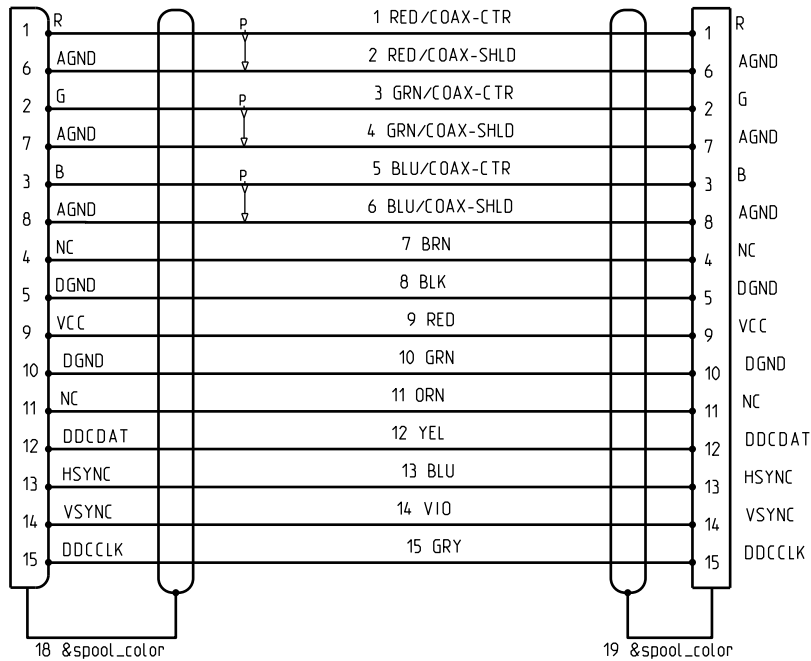 1 R 1 RED/COAX-CTR 1 R
P
6 AGND 2 RED/COAX-SHLD 6 AGND
2 G 3 GRN/COAX-CTR 2 G
P
7 AGND 4 GRN/COAX-SHLD 7 AGND
3 B 5 BLU/COAX-CTR 3 B
P
8 AGND 6 BLU/COAX-SHLD 8 AGND
4 NC 7 BRN 4 NC
5 DGND 8 BLK 5 DGND
9 VCC 9 RED 9 VCC
10 DGND 10 GRN 10 DGND
11 NC 11 ORN 11 NC
12 DDCDAT 12 YEL 12 DDCDAT
13 HSYNC 13 BLU 13 HSYNC
14 VSYNC 14 VIO 14 VSYNC
15 DDCCLK 15 GRY 15 DDCCLK
18 &spool_color 19 &spool_color